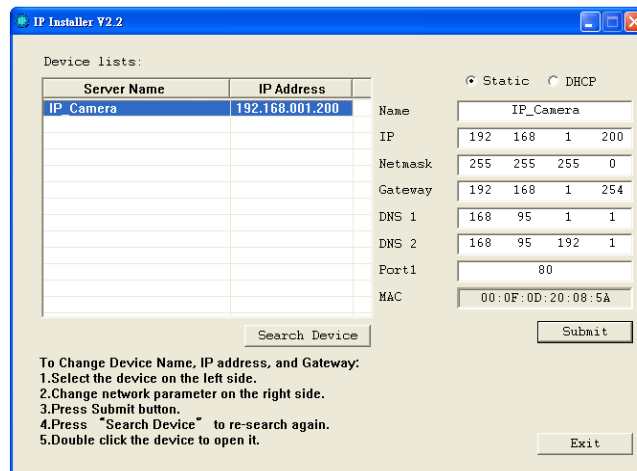 IP Installer V2.2
Device lists:
Server Name IP Address
IP_Camera 192.168.001.200
Static DHCP
Name IP_Camera
IP 192 168 1 200
Netmask 255 255 255 0
Gateway 192 168 1 254
DNS 1 168 95 1 1
DNS 2 168 95 192 1
Port1 80
MAC 00:0F:0D:20:08:5A
Search Device
Submit
To Change Device Name, IP address, and Gateway:
1.Select the device on the left side.
2.Change network parameter on the right side.
3.Press Submit button.
4.Press “Search Device” to re-search again.
5.Double click the device to open it.
Exit